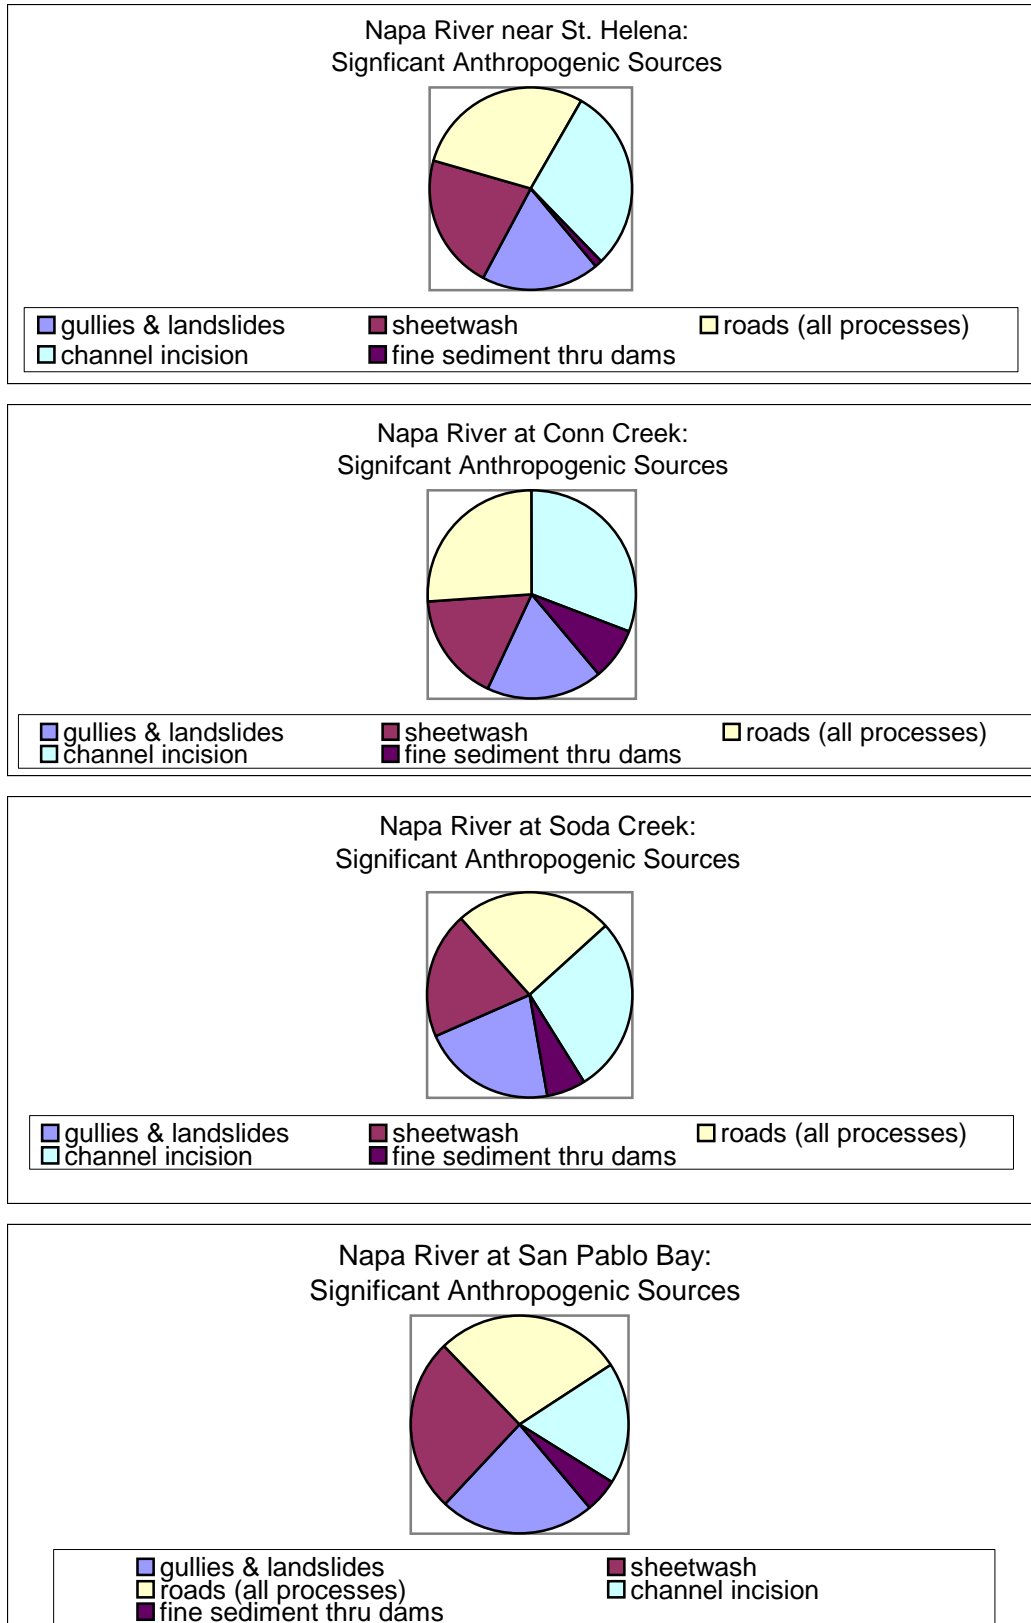 Napa River near St. Helena:
Signficant Anthropogenic Sources
gullies & landslides sheetwash roads (all processes)
channel incision fine sediment thru dams
Napa River at Conn Creek:
Signifcant Anthropogenic Sources
gullies & landslides sheetwash roads (all processes)
channel incision fine sediment thru dams
Napa River at Soda Creek:
Significant Anthropogenic Sources
gullies & landslides sheetwash roads (all processes)
channel incision fine sediment thru dams
Napa River at San Pablo Bay:
Significant Anthropogenic Sources
gullies & landslides sheetwash
roads (all processes) channel incision
fine sediment thru dams